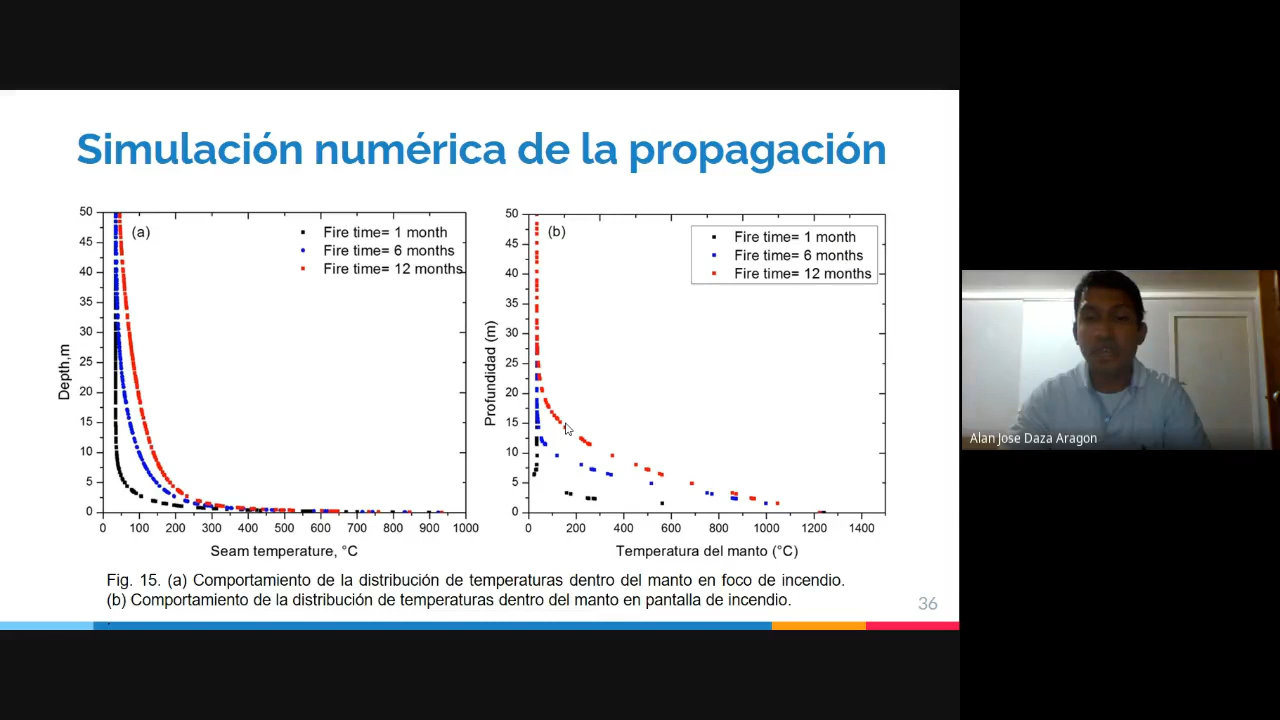 Simulación numérica de la propagación
(a)
Fire time= 1 month
Fire time= 6 months
Fire time= 12 months
50
45
40
35
30
25
20
15
10
5
0
Depth,m
0 100 200 300 400 500 600 700 800 900 1000
Seam temperature, °C
(b)
Fire time= 1 month
Fire time= 6 months
Fire time= 12 months
50
45
40
35
30
25
20
15
10
5
0
Profundidad (m)
0 200 400 600 800 1000 1200 1400
Temperatura del manto (°C)
Fig. 15. (a) Comportamiento de la distribución de temperaturas dentro del manto en foco de incendio.
(b) Comportamiento de la distribución de temperaturas dentro del manto en pantalla de incendio.
36
Alan Jose Daza Aragon